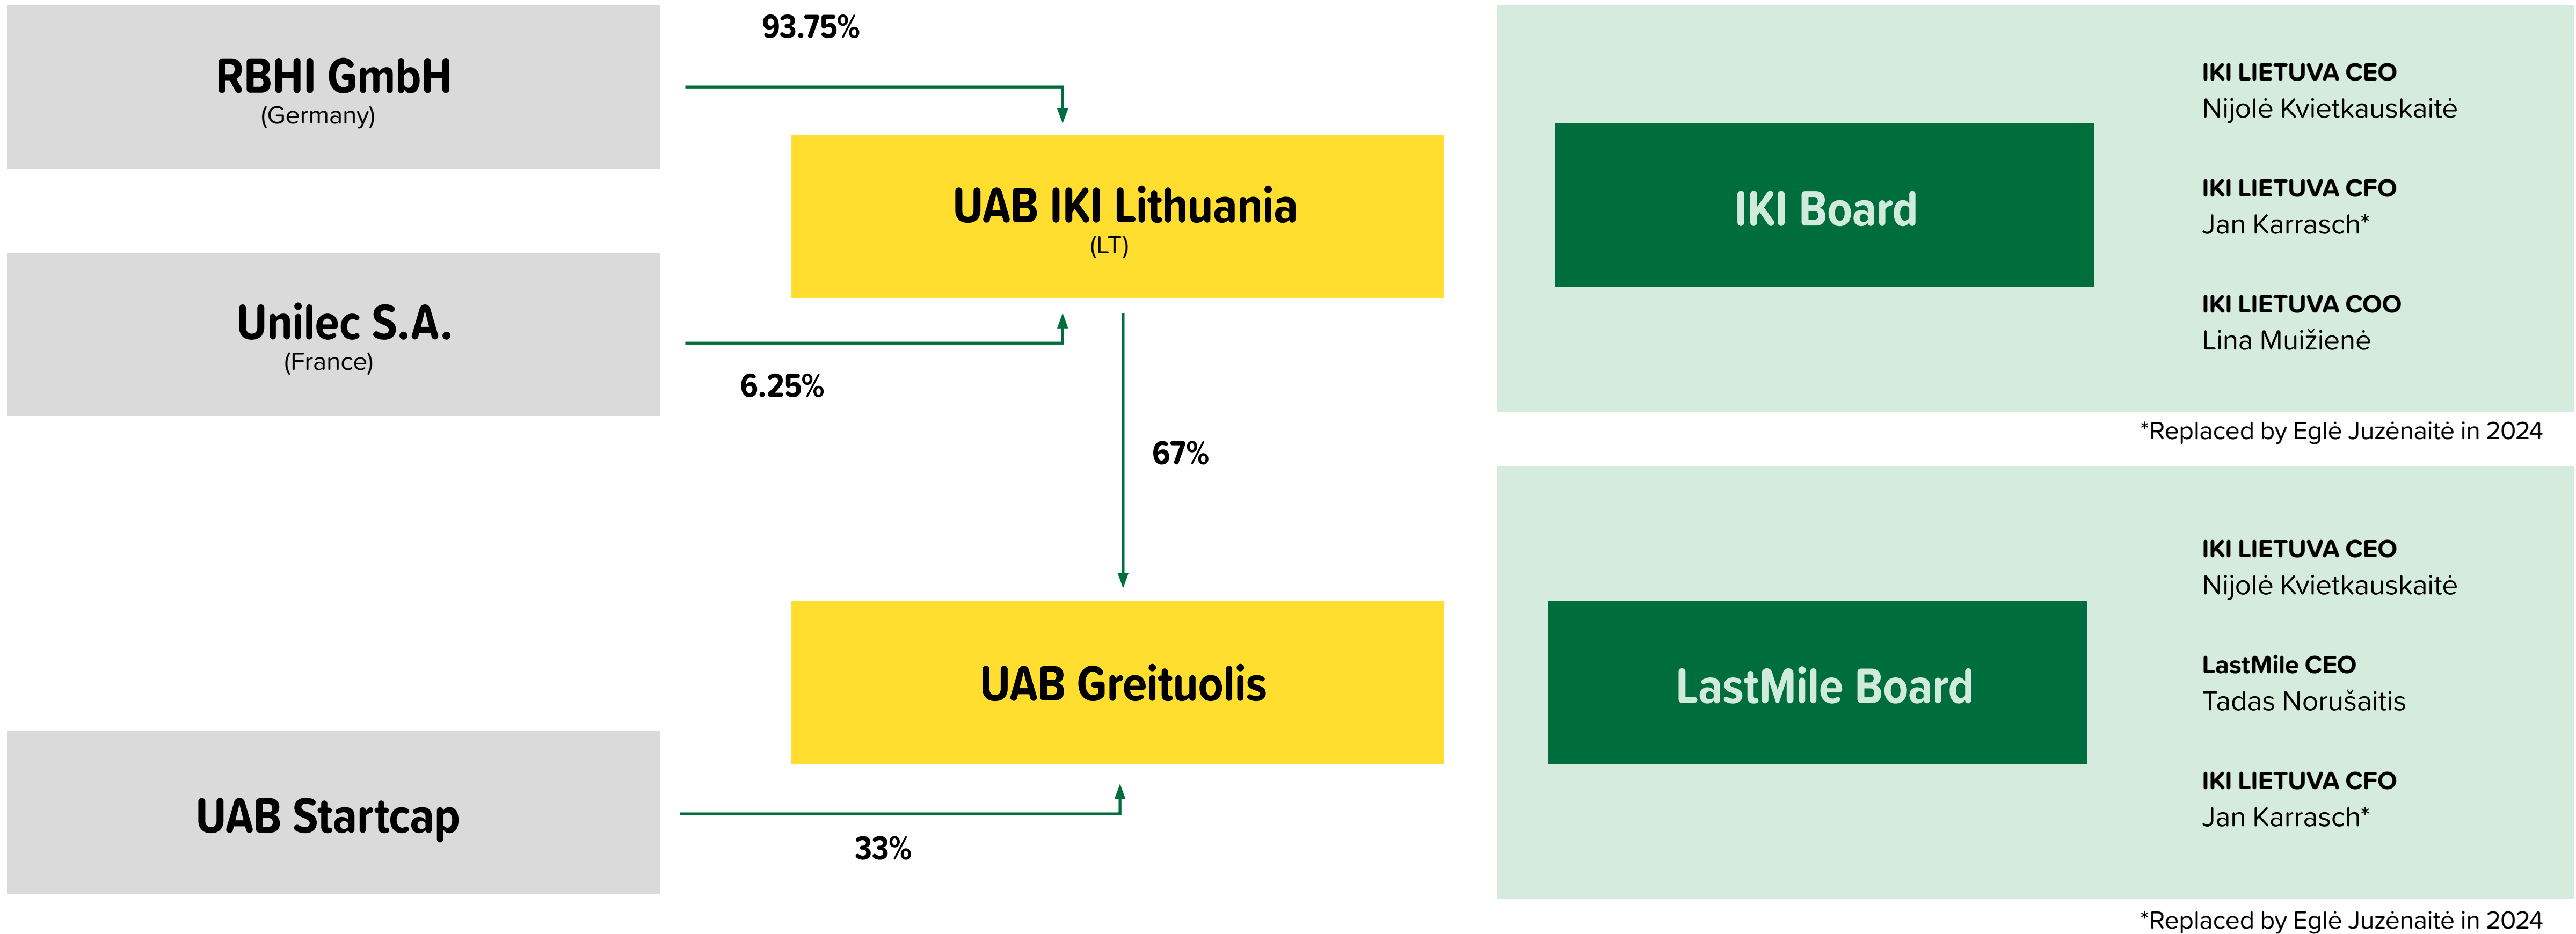 RBHI GmbH
(Germany)
93.75%
UAB IKI Lithuania
(LT)
Unilec S.A.
(France)
6.25%
67%
UAB Greituolis
UAB Startcap
33%
IKI Board
IKI LIETUVA CEO
Nijolė Kvietkauskaitė
IKI LIETUVA CFO
Jan Karrasch*
IKI LIETUVA COO
Lina Muižienė
*Replaced by Eglė Juzėnaitė in 2024
LastMile Board
IKI LIETUVA CEO
Nijolė Kvietkauskaitė
LastMile CEO
Tadas Norušaitis
IKI LIETUVA CFO
Jan Karrasch*
*Replaced by Eglė Juzėnaitė in 2024